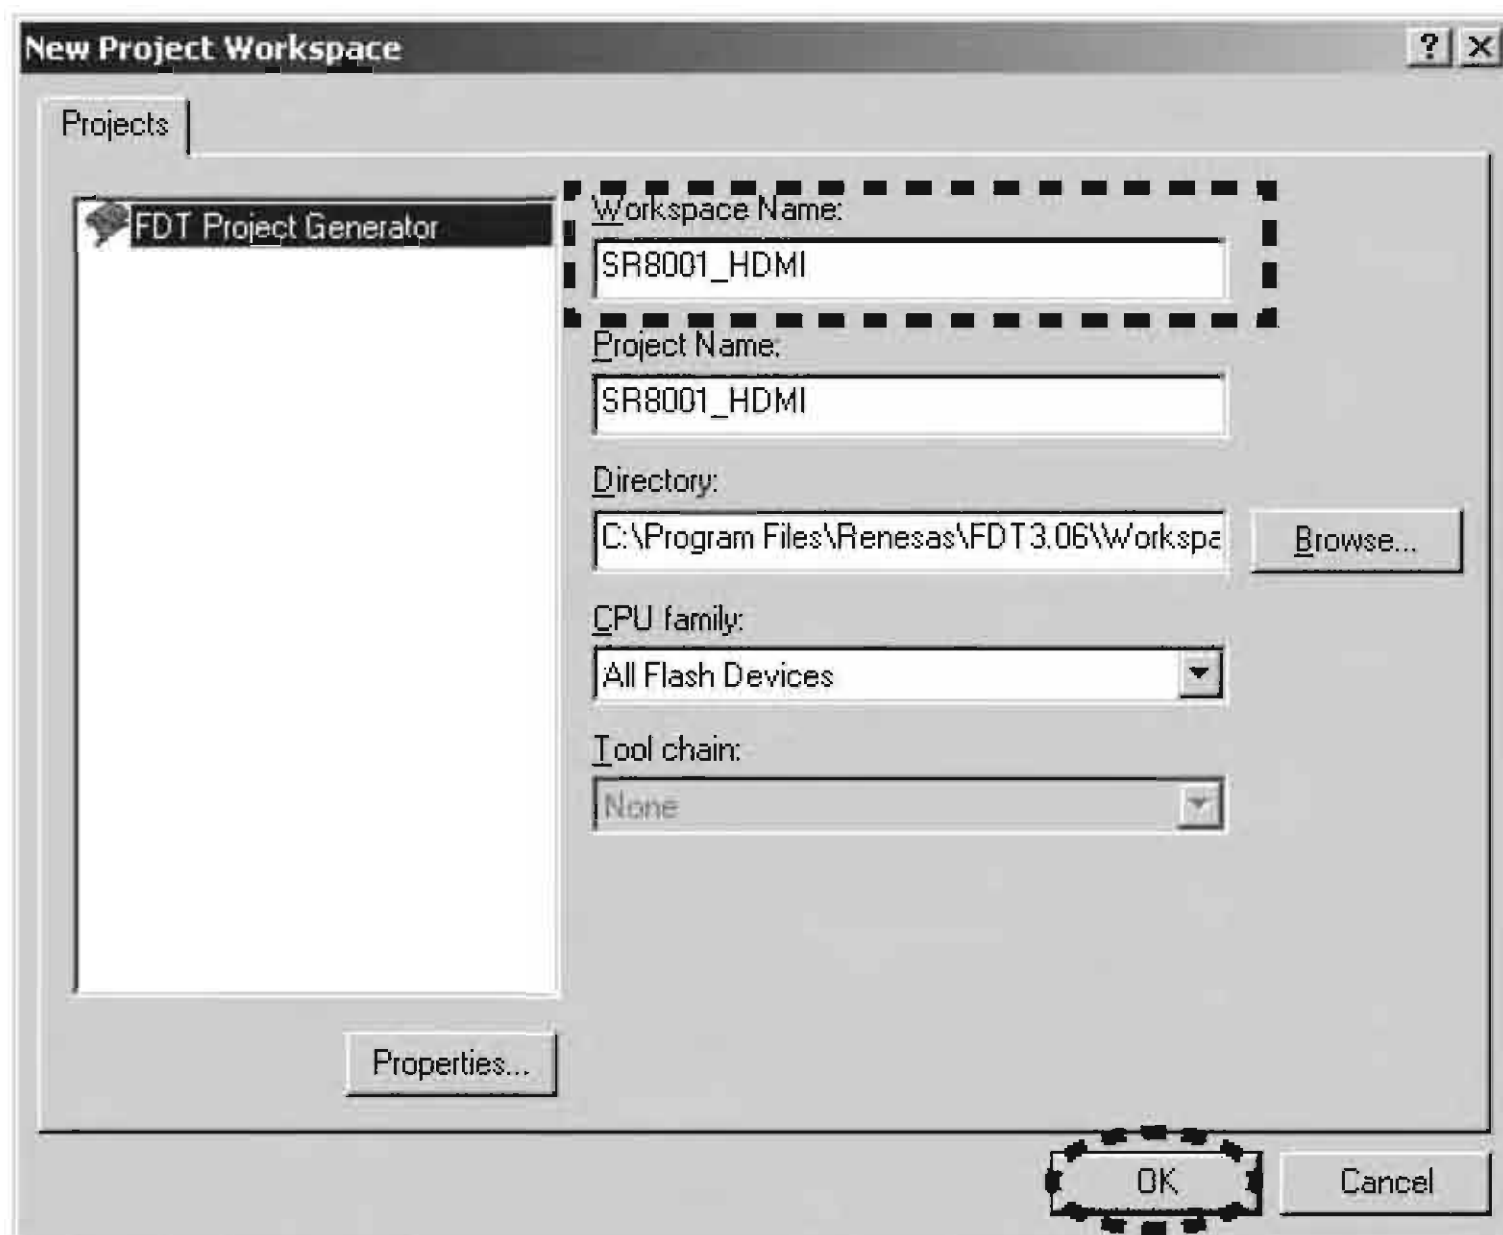 New Project Workspace
Projects
FDT Project Generator
Workspace Name:
SR8001_HDMI
Project Name:
SR8001_HDMI
Directory:
C:\Program Files\Renesas\FDT3.06\Workspa
Browse...
CPU family:
All Flash Devices
Tool chain:
None
Properties...
OK
Cancel